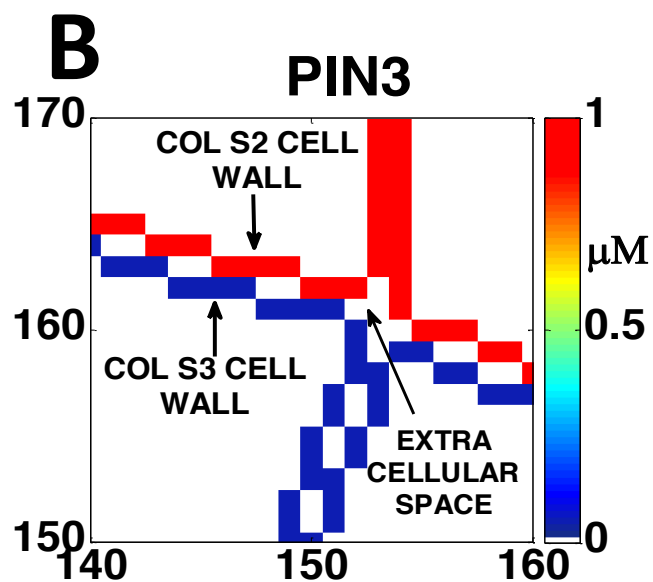 B
PIN3
170
COL S2 CELL
WALL
1
μM
160
0.5
COL S3 CELL
WALL
EXTRA
CELLULAR
SPACE
150
0
140
150
160